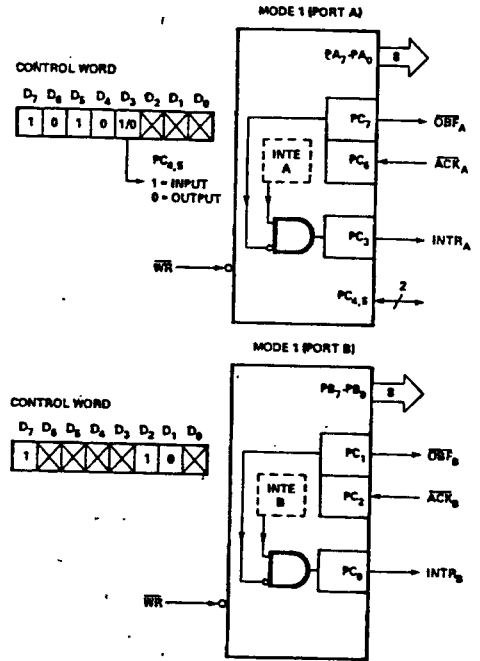 MODE 1 (PORT A)
PA7-PA0
8
CONTROL WORD
D7 D6 D5 D4 D3 D2 D1 D0
1 0 1 0 1/0
PC4,5
1 = INPUT
0 = OUTPUT
PC7
OBFA
PC6
ACKA
INTE
A
PC3
INTRA
WR
PC4,5
2
MODE 1 (PORT B)
PB7-PB0
8
CONTROL WORD
D7 D6 D5 D4 D3 D2 D1 D0
1 1 0
PC1
OBFB
PC2
ACKB
INTE
B
PC0
INTRB
WR